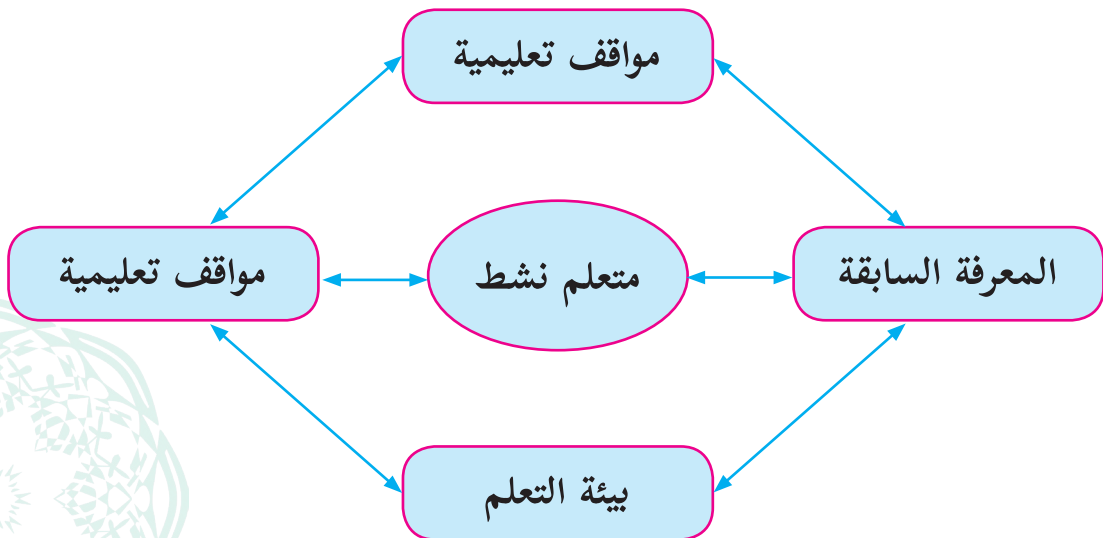 مواقف تعليمية
المعرفة السابقة
متعلم نشط
مواقف تعليمية
بيئة التعلم